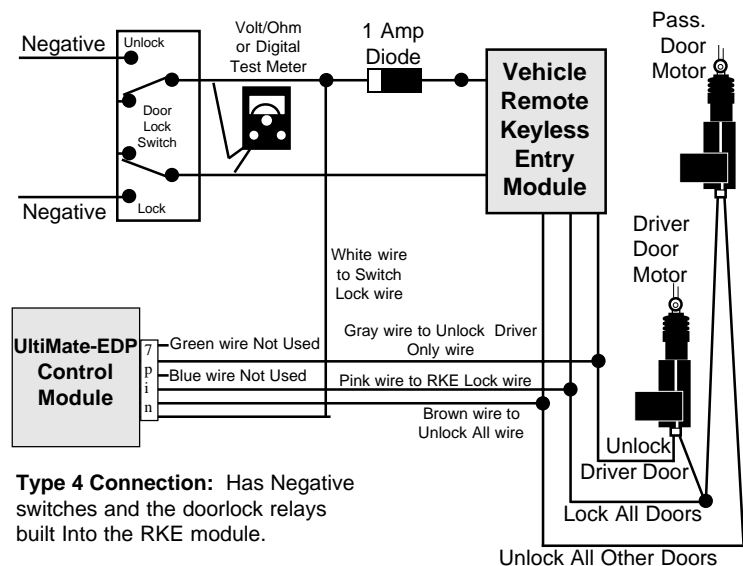 Negative
Unlock
Door
Lock
Switch
Lock
Negative
Volt/Ohm
or Digital
Test Meter
1 Amp
Diode
Vehicle
Remote
Keyless
Entry
Module
Pass.
Door
Motor
Driver
Door
Motor
White wire
to Switch
Lock wire
UltiMate-EDP
Control
Module
7
p
i
n
Green wire Not Used
Gray wire to Unlock Driver
Only wire
Blue wire Not Used
Pink wire to RKE Lock wire
Brown wire to
Unlock All wire
Unlock
Driver Door
Lock All Doors
Unlock All Other Doors
Type 4 Connection: Has Negative
switches and the doorlock relays
built Into the RKE module.